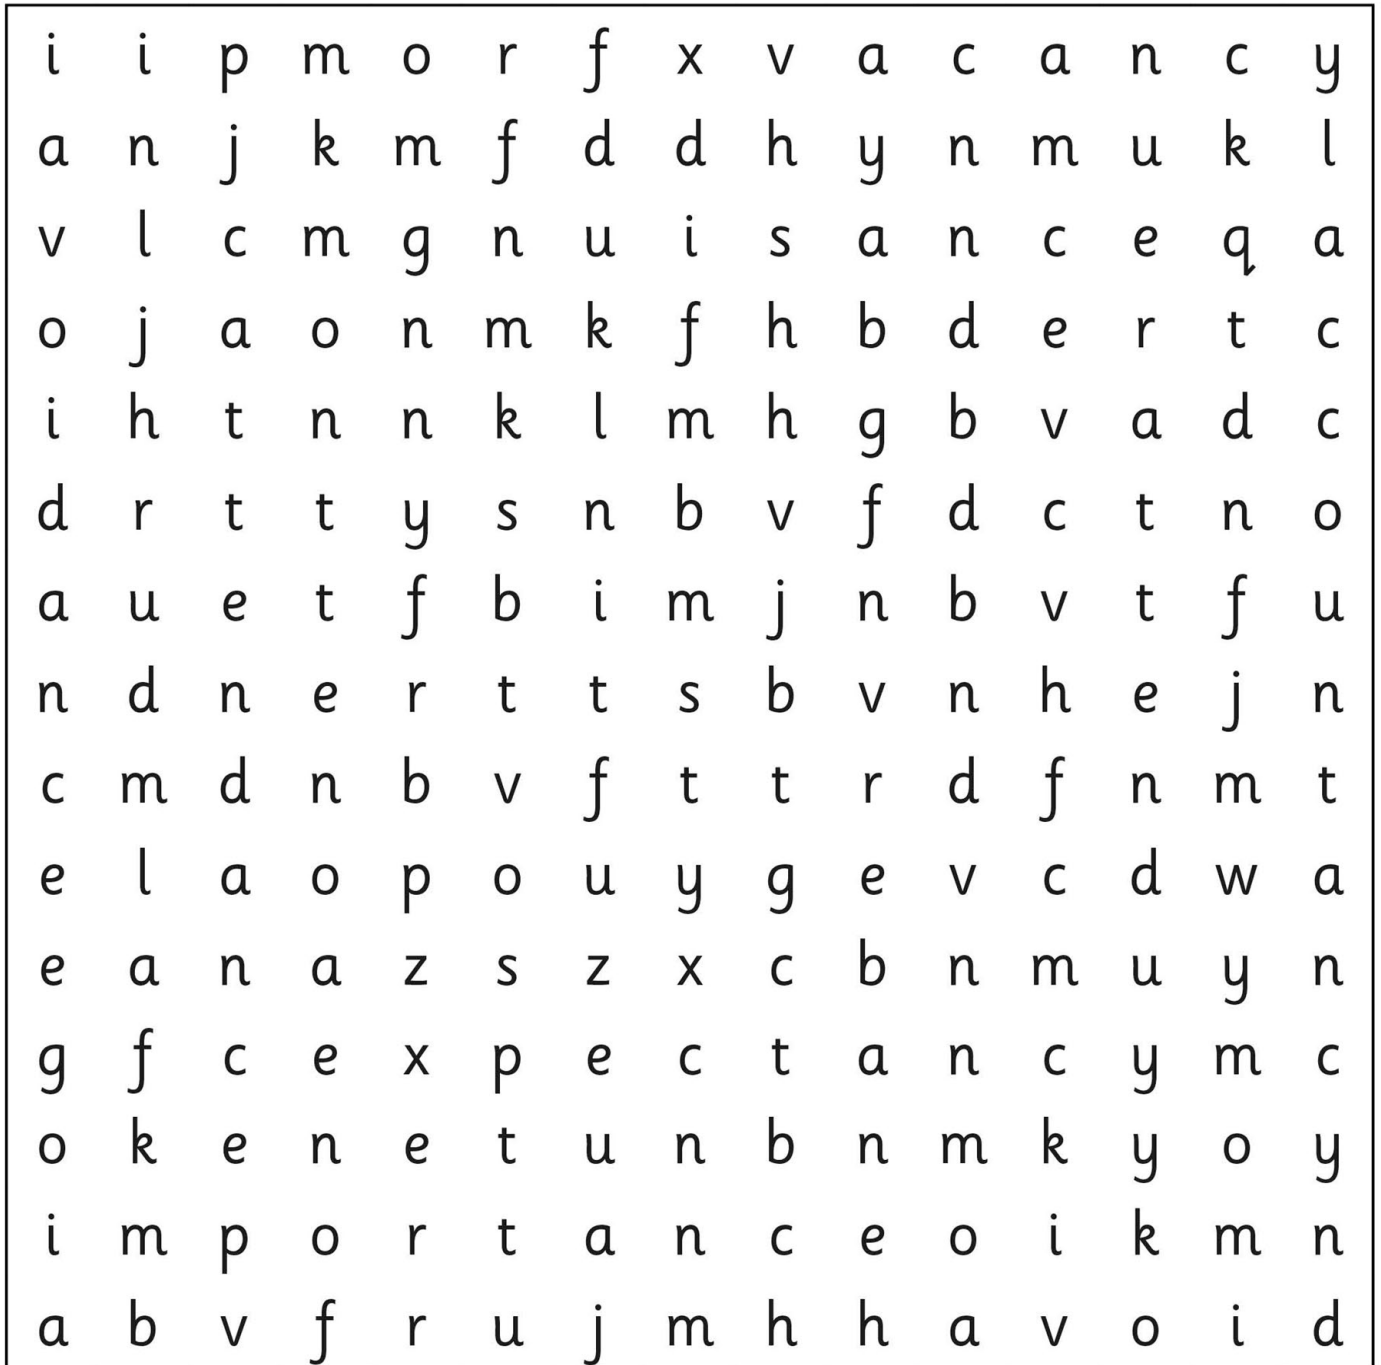 i i p m o r f x v a c a n c y
a n j k m f d d h y n m u k l
v l c m g n u i s a n c e q a
o j a o n m k f h b d e r t c
i h t n n k l m h g b v a d c
d r t t y s n b v f d c t n o
a u e t f b i m j n b v t f u
n d n e r t t s b v n h e j n
c m d n b v f t t r d f n m t
e l a o p o u y g e v c d w a
e a n a z s z x c b n m u y n
g f c e x p e c t a n c y m c
o k e n e t u n b n m k y o y
i m p o r t a n c e o i k m n
a b v f r u j m h h a v o i d